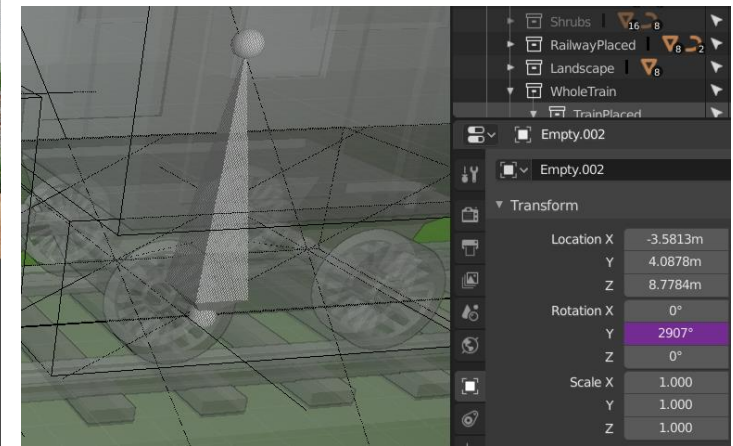 Shrubs 16 8
RailwayPlaced 8 2
Landscape 8
WholeTrain
TrainPlaced
Empty.002
Empty.002
Transform
Location X -3.5813m
Y 4.0878m
Z 8.7784m
Rotation X 0°
Y 2907°
Z 0°
Scale X 1.000
Y 1.000
Z 1.000